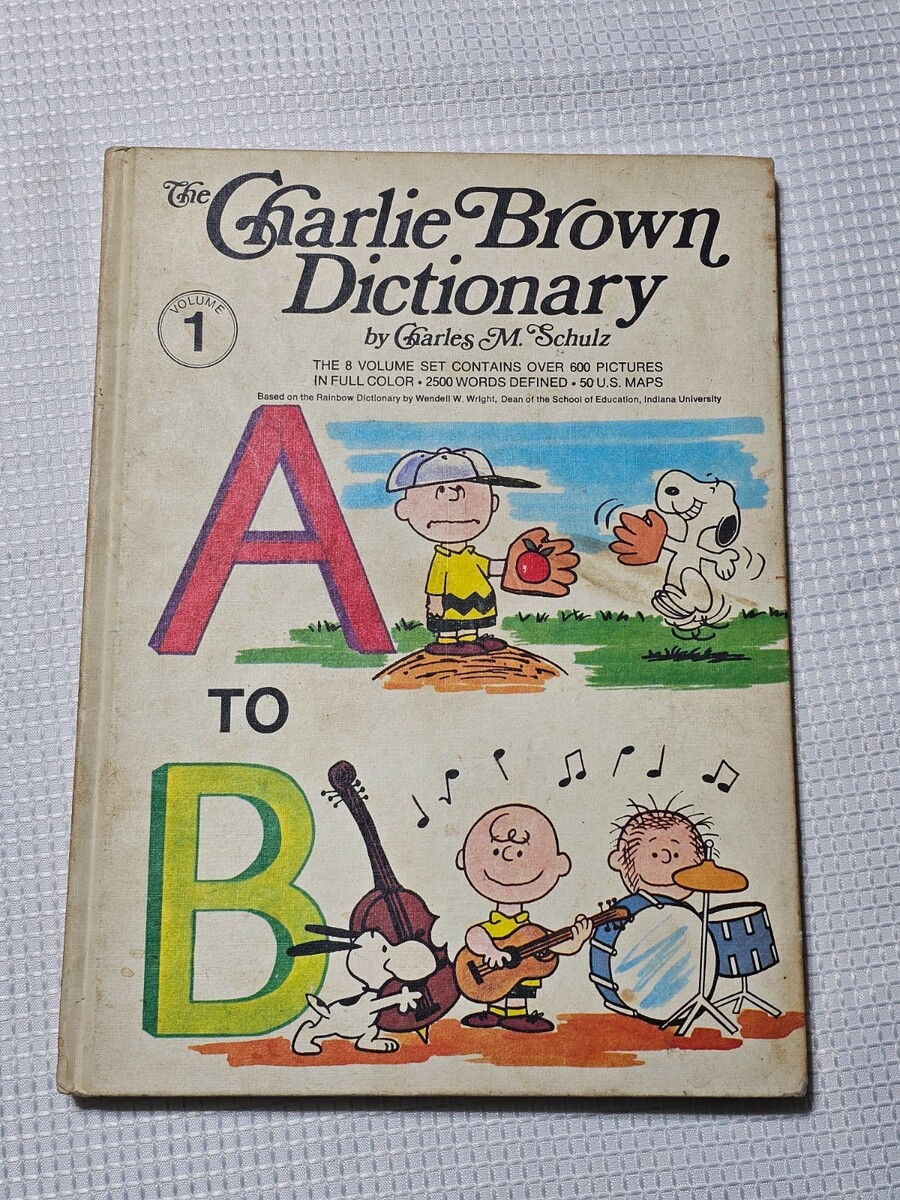 The Charlie Brown
Dictionary
VOLUME
1
by Charles M. Schulz
THE 8 VOLUME SET CONTAINS OVER 600 PICTURES
IN FULL COLOR • 2500 WORDS DEFINED • 50 U.S. MAPS
Based on the Rainbow Dictionary by Wendell W. Wright, Dean of the School of Education, Indiana University
A
TO
B